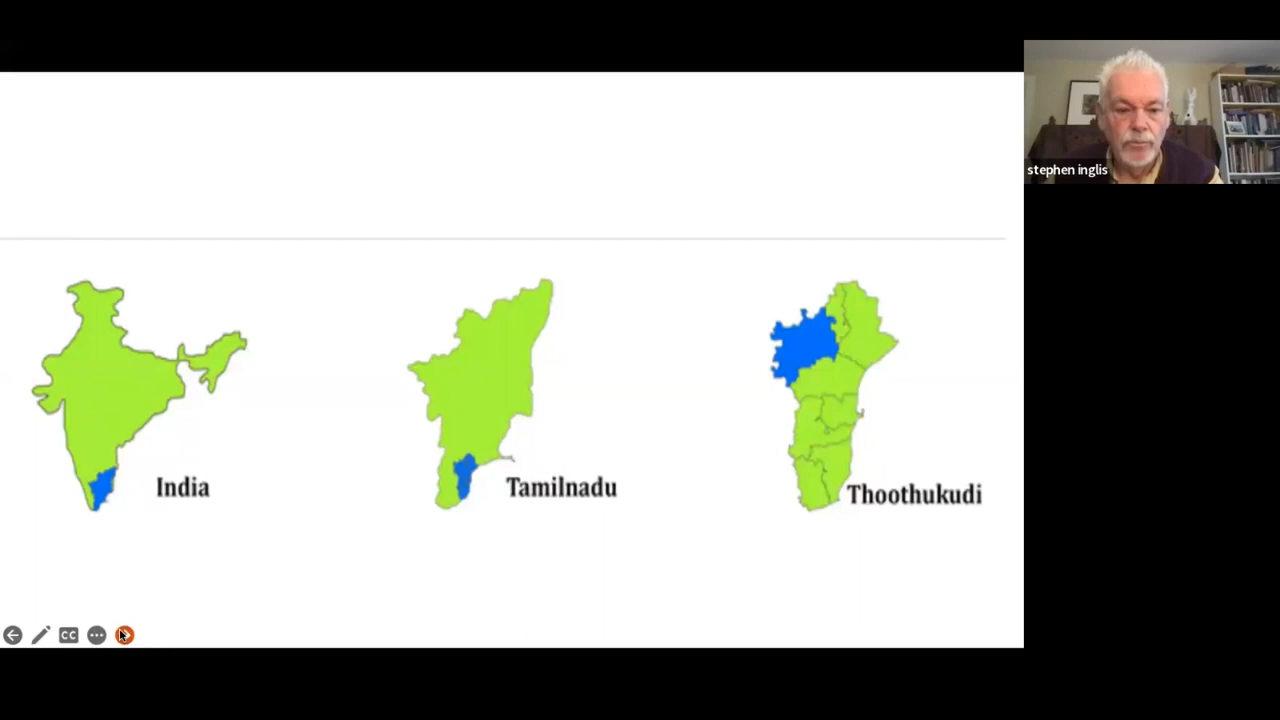 stephen inglis
India
Tamilnadu
Thoothukudi
CC